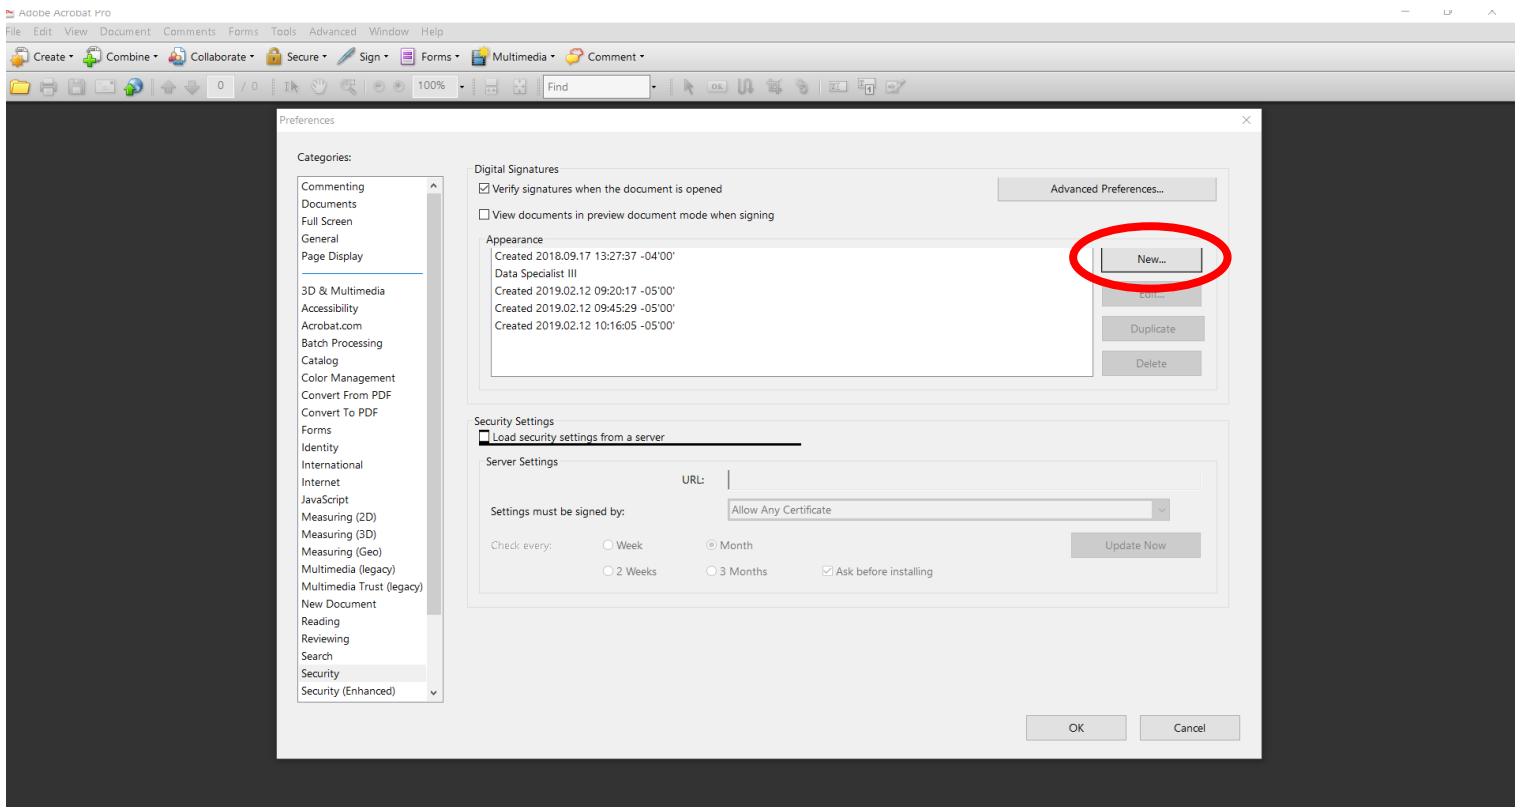 Adobe Acrobat Pro
File Edit View Document Comments Forms Tools Advanced Window Help
Create Combine Collaborate Secure Sign Forms Multimedia Comment
0 / 0 100% Find
Preferences
Categories:
Commenting
Documents
Full Screen
General
Page Display
3D & Multimedia
Accessibility
Acrobat.com
Batch Processing
Catalog
Color Management
Convert From PDF
Convert To PDF
Forms
Identity
International
Internet
JavaScript
Measuring (2D)
Measuring (3D)
Measuring (Geo)
Multimedia (legacy)
Multimedia Trust (legacy)
New Document
Reading
Reviewing
Search
Security
Security (Enhanced)
Digital Signatures
Verify signatures when the document is opened
Advanced Preferences...
View documents in preview document mode when signing
Appearance
Created 2018.09.17 13:27:37 -04'00'
Data Specialist III
Created 2019.02.12 09:20:17 -05'00'
Created 2019.02.12 09:45:29 -05'00'
Created 2019.02.12 10:16:05 -05'00'
New...
Edit...
Duplicate
Delete
Security Settings
Load security settings from a server
Server Settings
URL:
Settings must be signed by: Allow Any Certificate
Check every: Week Month Update Now
2 Weeks 3 Months Ask before installing
OK Cancel